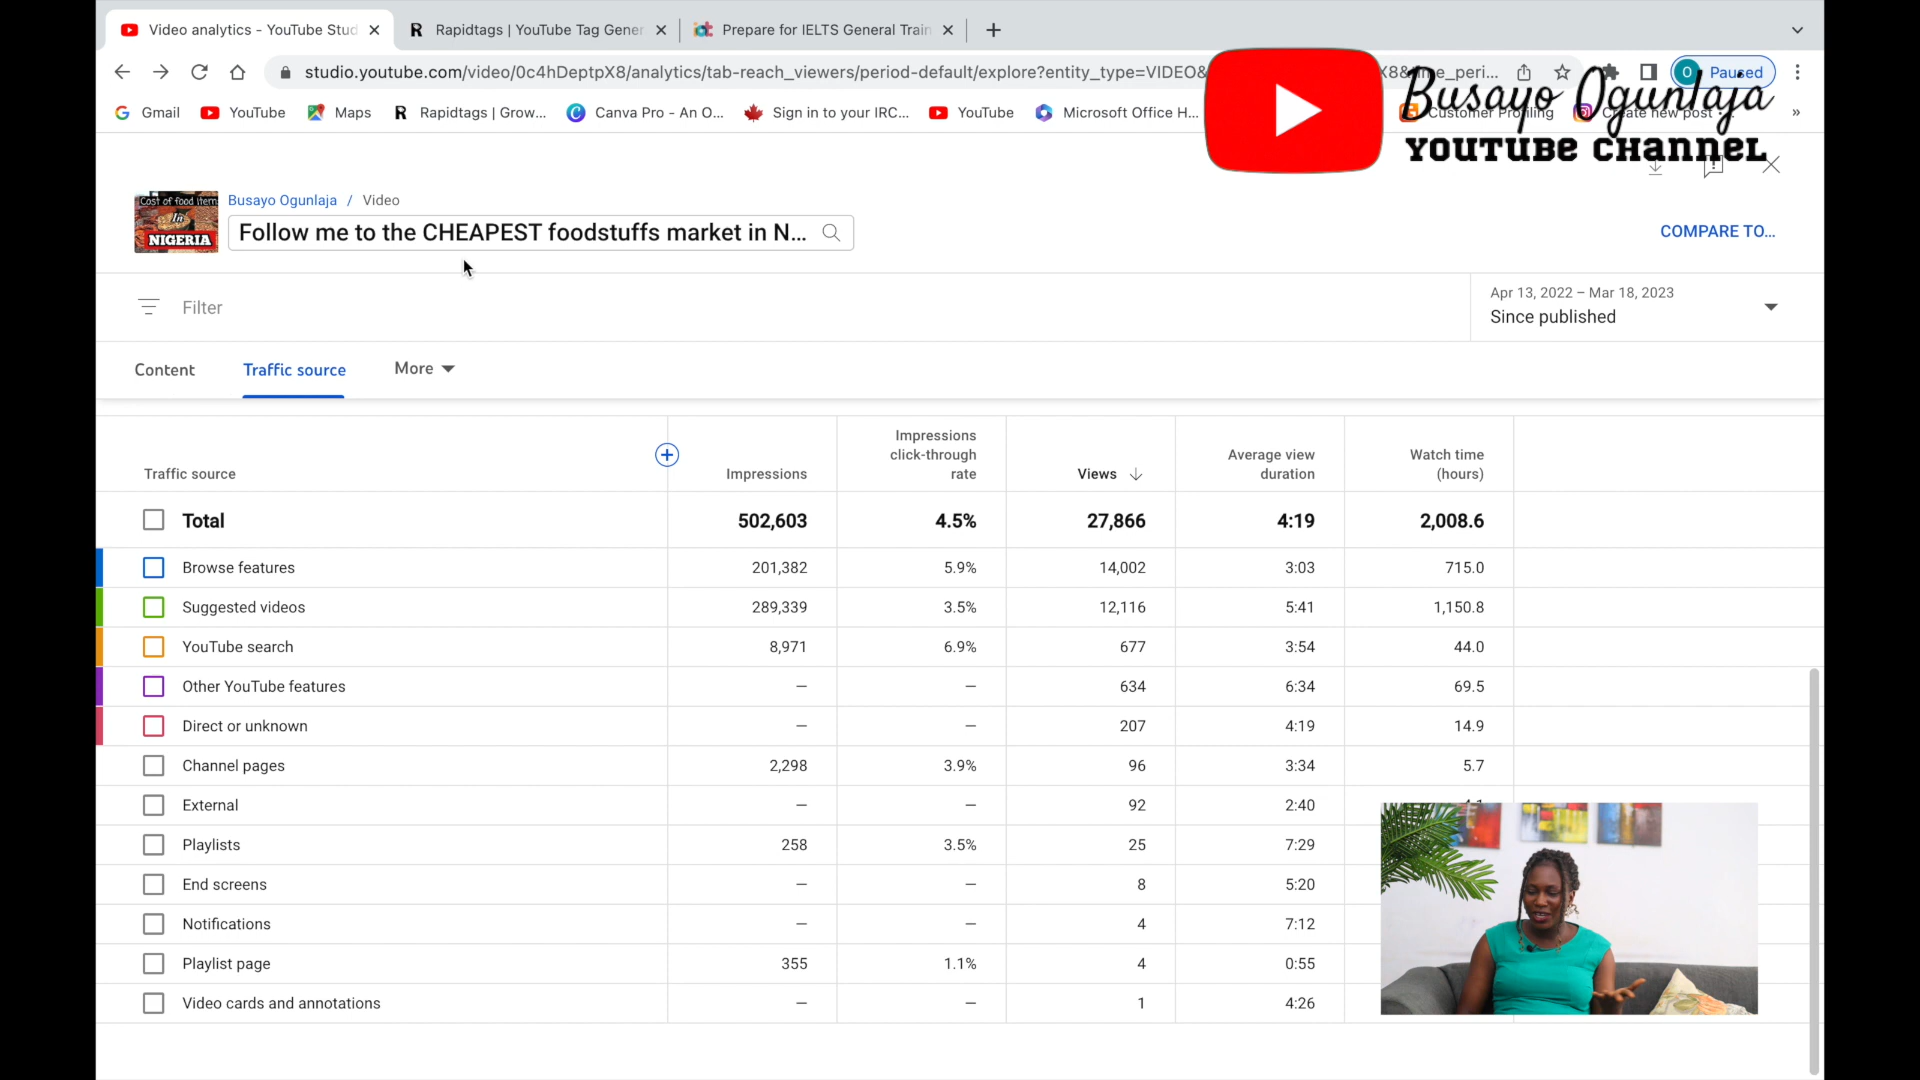 Video analytics - YouTube Stud
Rapidtags | YouTube Tag Gener
Prepare for IELTS General Train
studio.youtube.com/video/0c4hDeptpX8/analytics/tab-reach_viewers/period-default/explore?entity_type=VIDEO& X8& e_peri...
O Paused
Gmail YouTube Maps R Rapidtags | Grow... Canva Pro - An O... Sign in to your IRC... YouTube Microsoft Office H... Customer Profiling Create new post • »
Busayo Ogunlaja
YOUTUBE CHANNEL
Cost of food Item
In
NIGERIA
Busayo Ogunlaja / Video
Follow me to the CHEAPEST foodstuffs market in N...
COMPARE TO...
Filter
Apr 13, 2022 – Mar 18, 2023
Since published
Content Traffic source More
Traffic source Impressions Impressions click-through rate Views Average view duration Watch time (hours)
Total 502,603 4.5% 27,866 4:19 2,008.6
Browse features 201,382 5.9% 14,002 3:03 715.0
Suggested videos 289,339 3.5% 12,116 5:41 1,150.8
YouTube search 8,971 6.9% 677 3:54 44.0
Other YouTube features — — 634 6:34 69.5
Direct or unknown — — 207 4:19 14.9
Channel pages 2,298 3.9% 96 3:34 5.7
External — — 92 2:40
Playlists 258 3.5% 25 7:29
End screens — — 8 5:20
Notifications — — 4 7:12
Playlist page 355 1.1% 4 0:55
Video cards and annotations — — 1 4:26